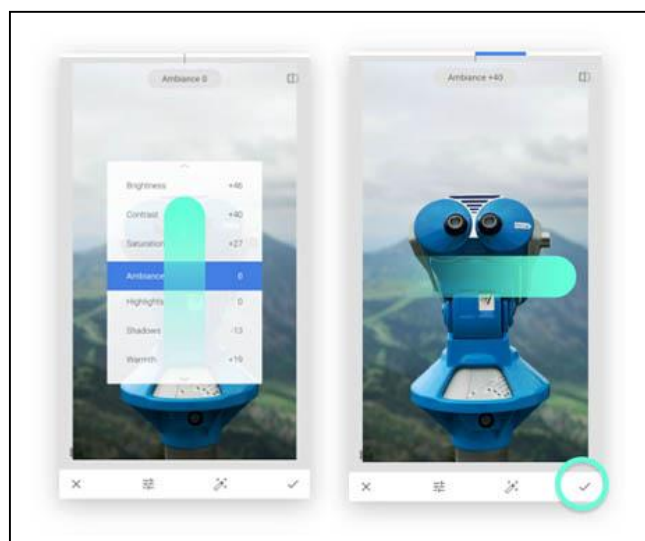 Ambiance 0
Brightness +46
Contrast +40
Saturation +27
Ambiance 0
Highlights 0
Shadows -13
Warmth +19
Ambiance +40